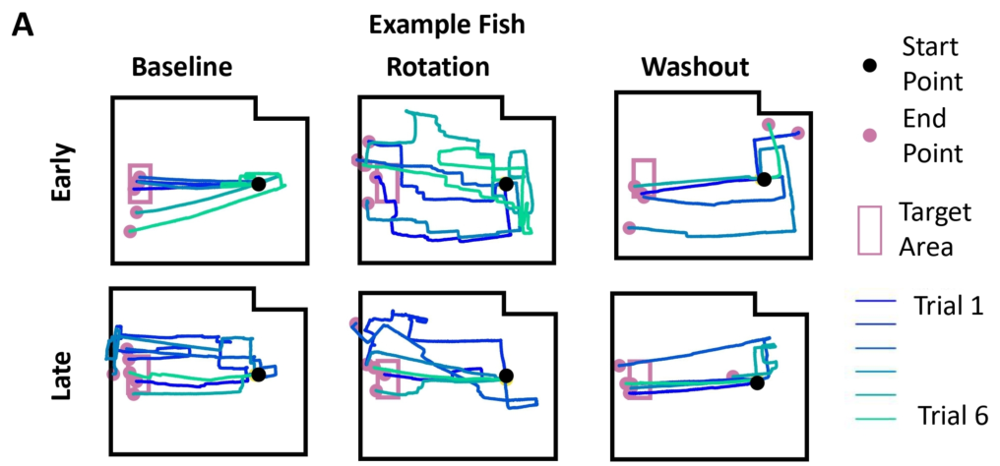 A
Example Fish
Baseline
Rotation
Washout
Early
Late
Start
Point
End
Point
Target
Area
Trial 1
Trial 6